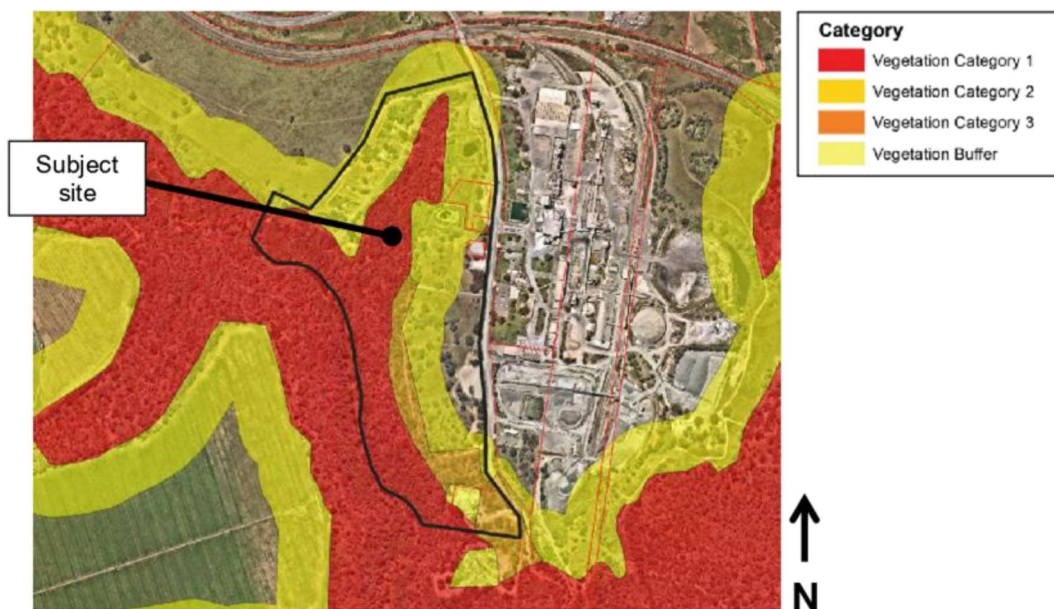 Category
Vegetation Category 1
Vegetation Category 2
Vegetation Category 3
Vegetation Buffer
Subject
site
N